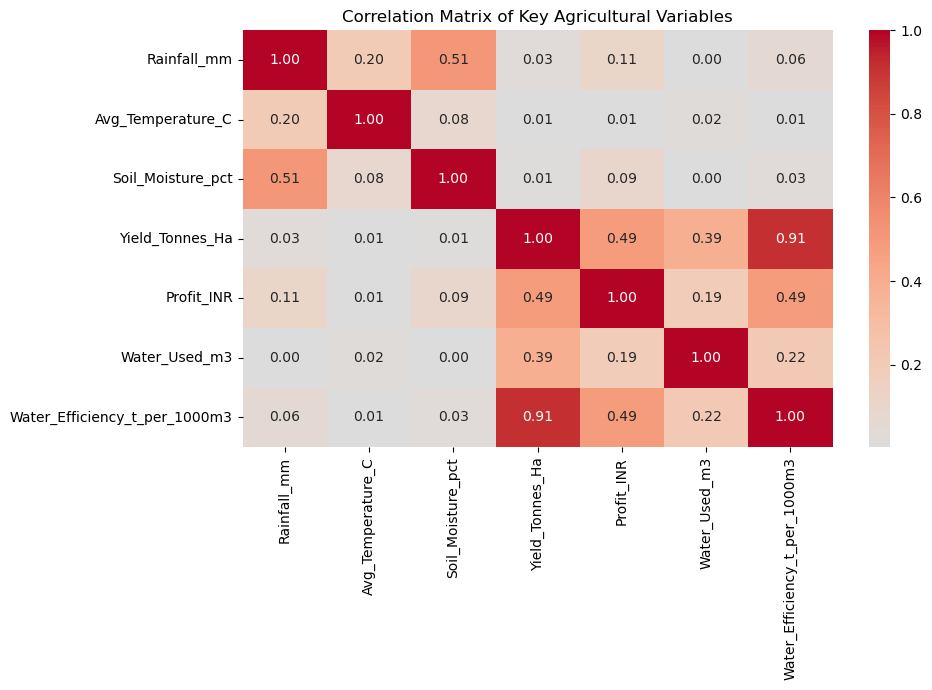 Correlation Matrix of Key Agricultural Variables
Rainfall_mm 1.00 0.20 0.51 0.03 0.11 0.00 0.06
Avg_Temperature_C 0.20 1.00 0.08 0.01 0.01 0.02 0.01
Soil_Moisture_pct 0.51 0.08 1.00 0.01 0.09 0.00 0.03
Yield_Tonnes_Ha 0.03 0.01 0.01 1.00 0.49 0.39 0.91
Profit_INR 0.11 0.01 0.09 0.49 1.00 0.19 0.49
Water_Used_m3 0.00 0.02 0.00 0.39 0.19 1.00 0.22
Water_Efficiency_t_per_1000m3 0.06 0.01 0.03 0.91 0.49 0.22 1.00
Rainfall_mm
Avg_Temperature_C
Soil_Moisture_pct
Yield_Tonnes_Ha
Profit_INR
Water_Used_m3
Water_Efficiency_t_per_1000m3
1.0
0.8
0.6
0.4
0.2